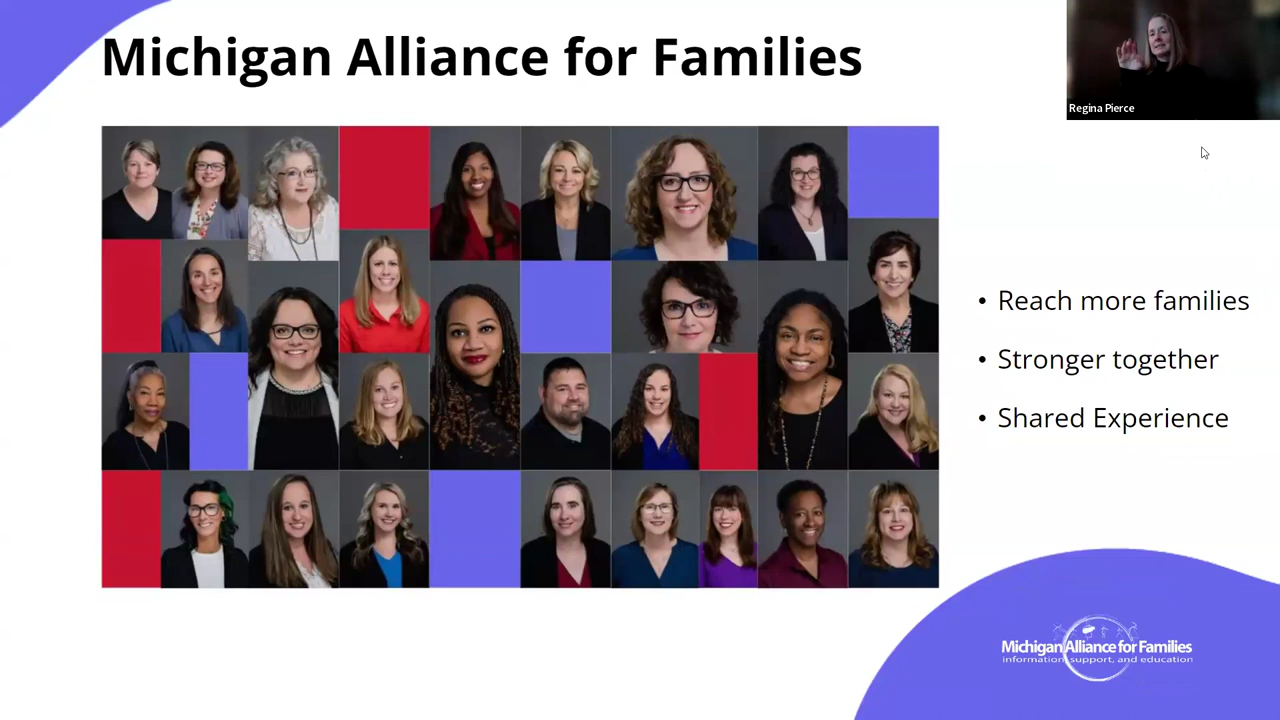 Michigan Alliance for Families
Regina Pierce
• Reach more families
• Stronger together
• Shared Experience
Michigan Alliance for Families
information, support, and education